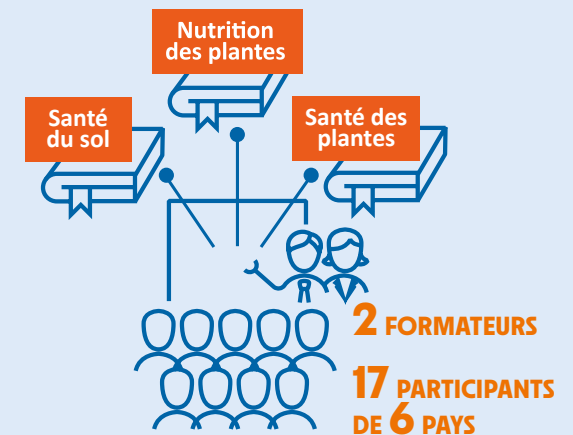 Nutrition
des plantes
Santé
du sol
Santé des
plantes
2 FORMATEURS
17 PARTICIPANTS
DE 6 PAYS